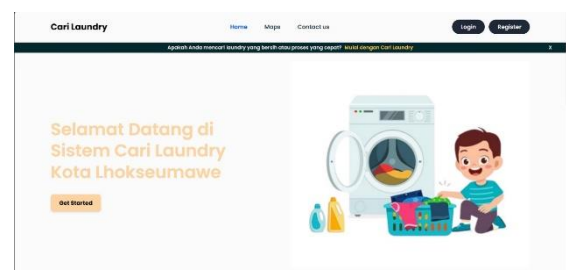 Cari Laundry
Home Maps Contact us
Login Register
Apakah Anda mencari laundry yang bersih atau proses yang cepat? Mulai dengan Cari Laundry X
Selamat Datang di
Sistem Cari Laundry
Kota Lhokseumawe
Get Started